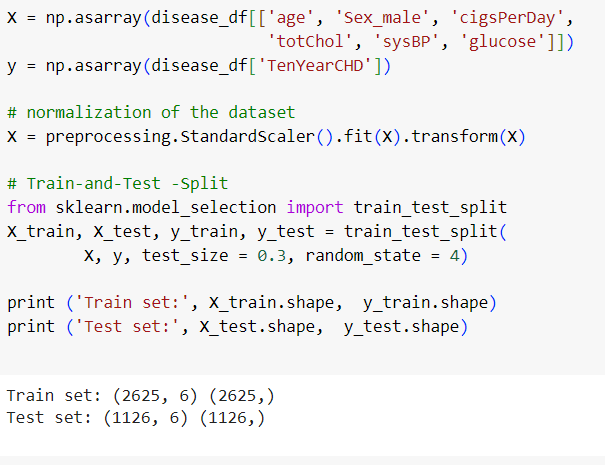 X = np.asarray(disease_df[['age', 'Sex_male', 'cigsPerDay',
                           'totChol', 'sysBP', 'glucose']])
y = np.asarray(disease_df['TenYearCHD'])

# normalization of the dataset
X = preprocessing.StandardScaler().fit(X).transform(X)

# Train-and-Test -Split
from sklearn.model_selection import train_test_split
X_train, X_test, y_train, y_test = train_test_split(
        X, y, test_size = 0.3, random_state = 4)

print ('Train set:', X_train.shape,  y_train.shape)
print ('Test set:', X_test.shape,  y_test.shape)

Train set: (2625, 6) (2625,)
Test set: (1126, 6) (1126,)